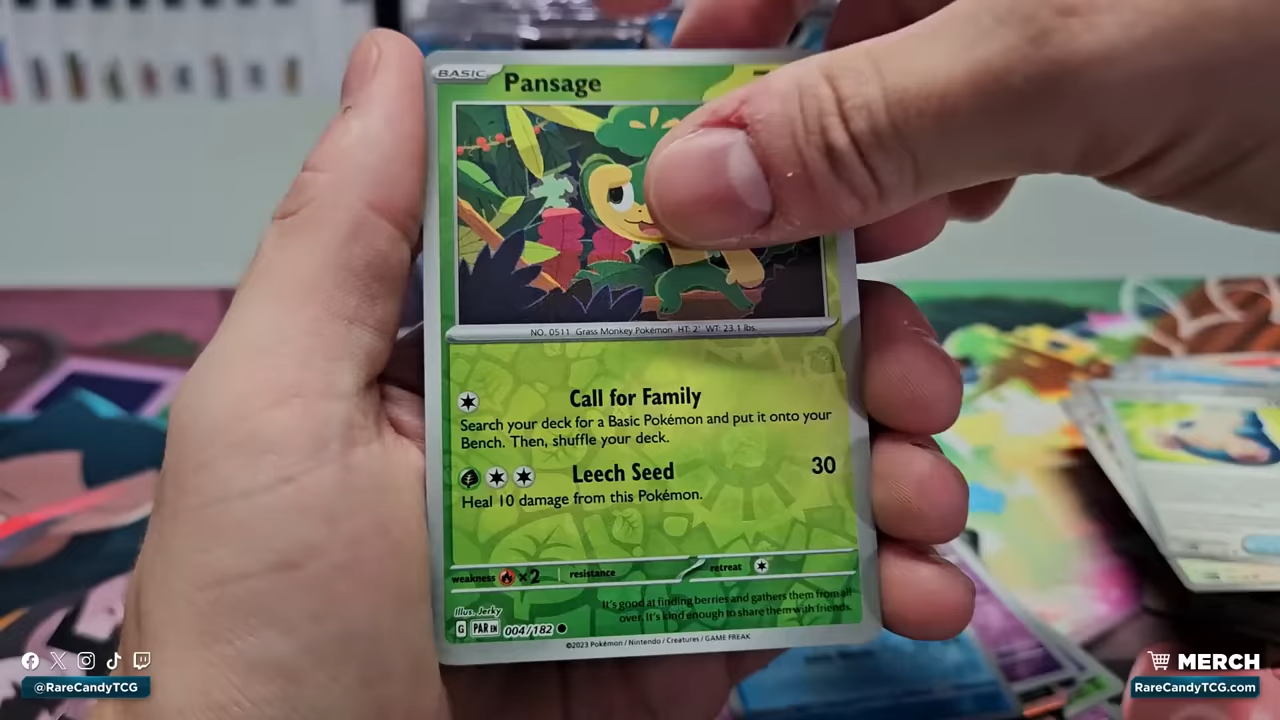 BASIC
Pansage
NO. 0511 Grass Monkey Pokémon HT: 2' WT: 23.1 lbs.
Call for Family
Search your deck for a Basic Pokémon and put it onto your
Bench. Then, shuffle your deck.
Leech Seed 30
Heal 10 damage from this Pokémon.
weakness ×2 resistance retreat
It's good at finding berries and gathers them from all
over. It's kind enough to share them with friends.
Illus. Jerky
G PAR EN 004/182
©2023 Pokémon / Nintendo / Creatures / GAME FREAK
@RareCandyTCG
MERCH
RareCandyTCG.com